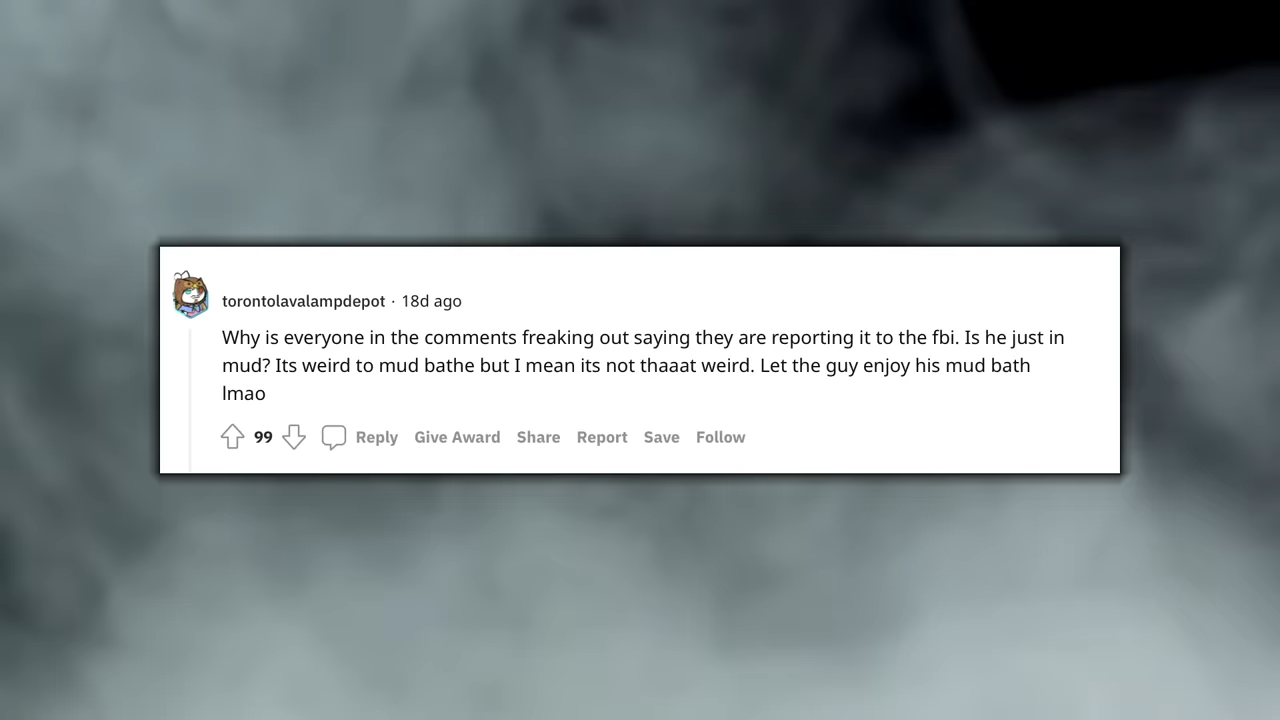 torontolavalampdepot · 18d ago
Why is everyone in the comments freaking out saying they are reporting it to the fbi. Is he just in
mud? Its weird to mud bathe but I mean its not thaaat weird. Let the guy enjoy his mud bath
lmao
99 Reply Give Award Share Report Save Follow